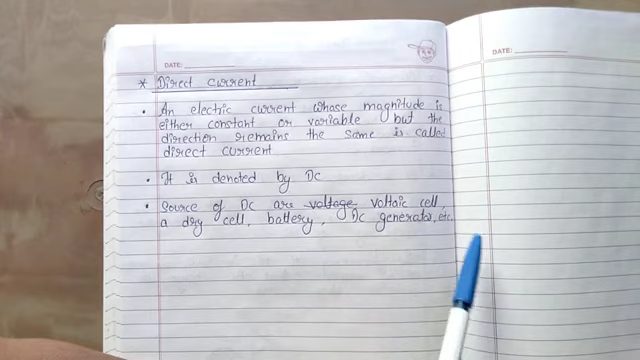 DATE:
* Direct current
• An electric current whose magnitude is
either constant or variable but the
direction remains the same is called
direct current
• It is denoted by DC
• Source of DC are voltage voltaic cell,
a dry cell, battery, DC generator, etc.
DATE: